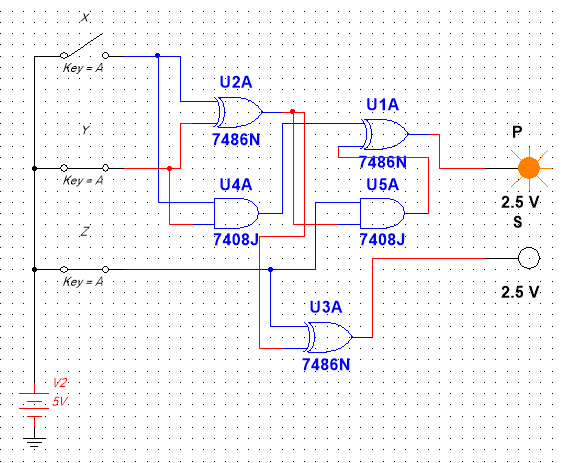 X
Key = A
U2A
7486N
U1A
7486N
Y
Key = A
P
2.5 V
U4A
7408J
U5A
7408J
S
2.5 V
Z
Key = A
U3A
7486N
V2
5V